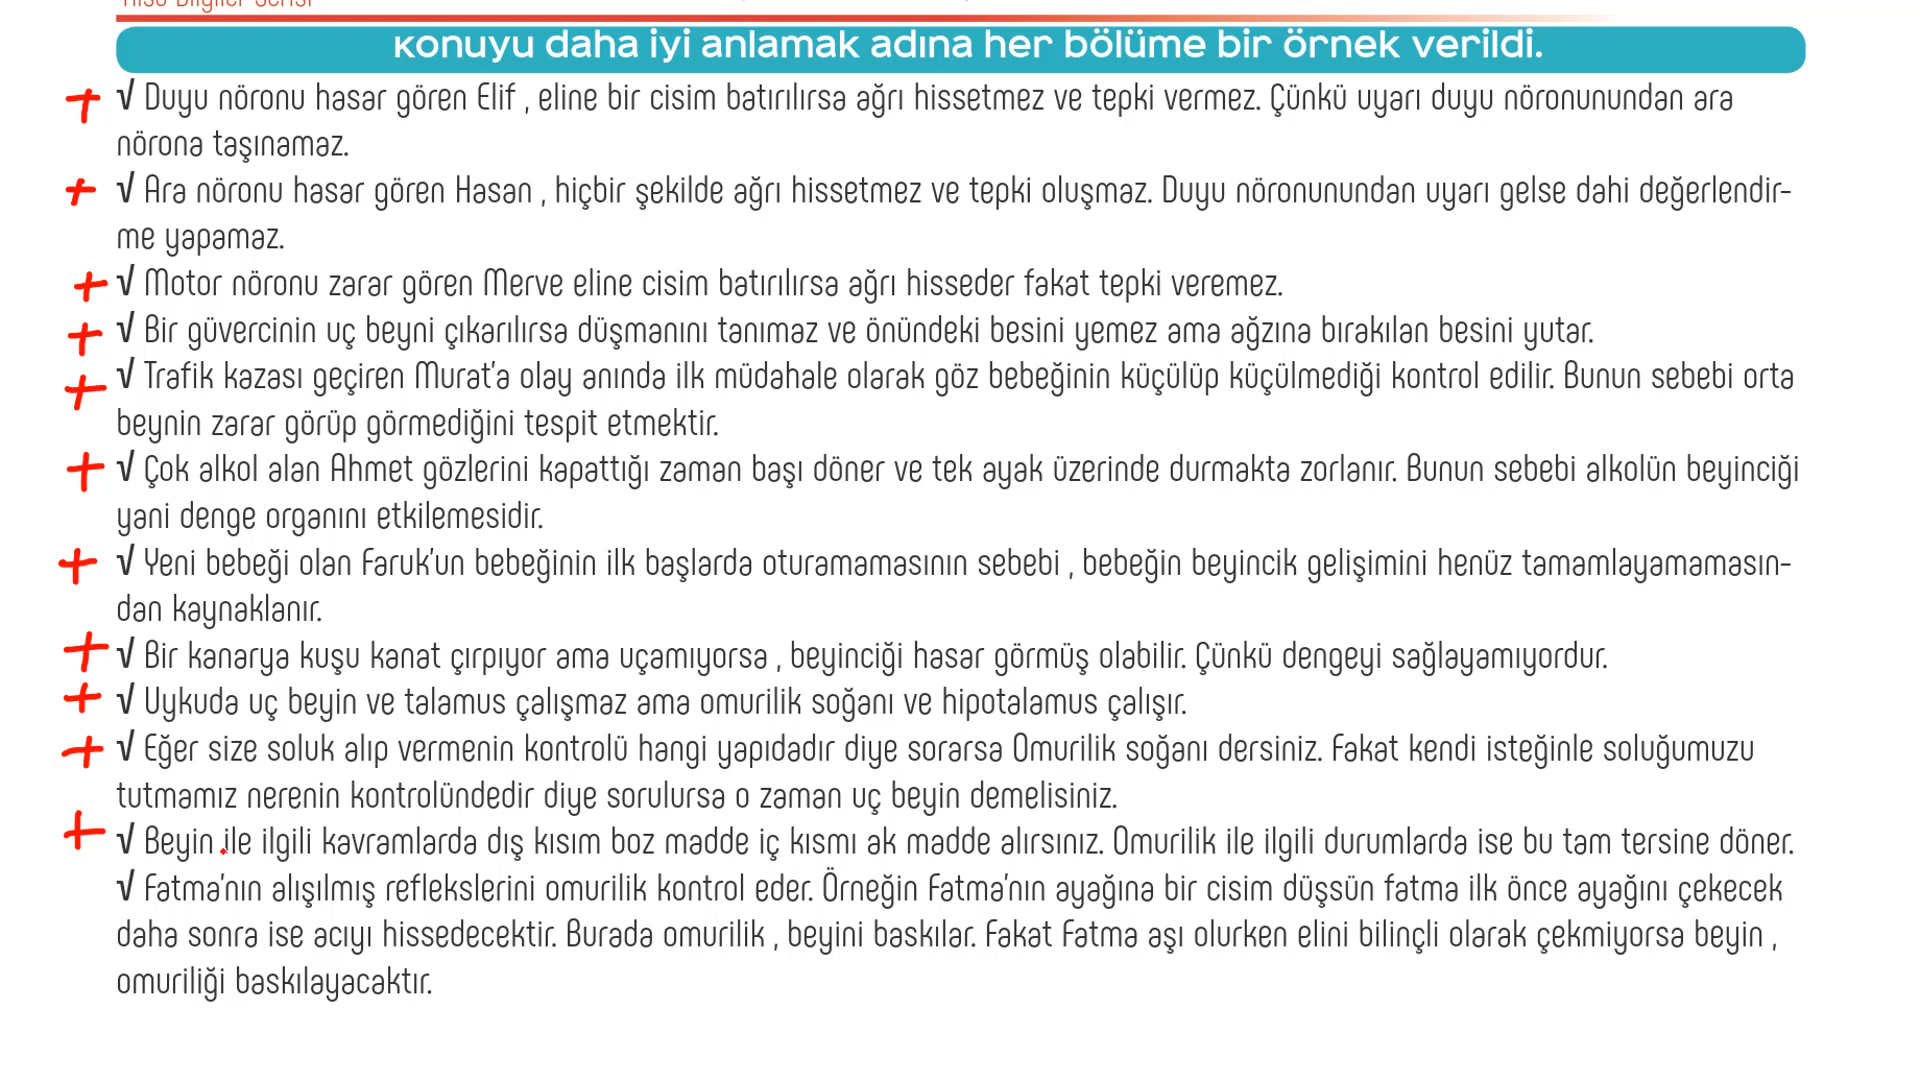 Konuyu daha iyi anlamak adına her bölüme bir örnek verildi.
√ Duyu nöronu hasar gören Elif , eline bir cisim batırılırsa ağrı hissetmez ve tepki vermez. Çünkü uyarı duyu nöronunundan ara
nörona taşınamaz.
√ Ara nöronu hasar gören Hasan , hiçbir şekilde ağrı hissetmez ve tepki oluşmaz. Duyu nöronunundan uyarı gelse dahi değerlendir-
me yapamaz.
√ Motor nöronu zarar gören Merve eline cisim batırılırsa ağrı hisseder fakat tepki veremez.
√ Bir güvercinin uç beyni çıkarılırsa düşmanını tanımaz ve önündeki besini yemez ama ağzına bırakılan besini yutar.
√ Trafik kazası geçiren Murat'a olay anında ilk müdahale olarak göz bebeğinin küçülüp küçülmediği kontrol edilir. Bunun sebebi orta
beynin zarar görüp görmediğini tespit etmektir.
√ Çok alkol alan Ahmet gözlerini kapattığı zaman başı döner ve tek ayak üzerinde durmakta zorlanır. Bunun sebebi alkolün beyinciği
yani denge organını etkilemesidir.
√ Yeni bebeği olan Faruk'un bebeğinin ilk başlarda oturamamasının sebebi , bebeğin beyincik gelişimini henüz tamamlayamamasın-
dan kaynaklanır.
√ Bir kanarya kuşu kanat çırpıyor ama uçamıyorsa , beyinciği hasar görmüş olabilir. Çünkü dengeyi sağlayamıyordur.
√ Uykuda uç beyin ve talamus çalışmaz ama omurilik soğanı ve hipotalamus çalışır.
√ Eğer size soluk alıp vermenin kontrolü hangi yapıdadır diye sorarsa Omurilik soğanı dersiniz. Fakat kendi isteğinle soluğumuzu
tutmamız nerenin kontrolündedir diye sorulursa o zaman uç beyin demelisiniz.
√ Beyin ile ilgili kavramlarda dış kısım boz madde iç kısmı ak madde alırsınız. Omurilik ile ilgili durumlarda ise bu tam tersine döner.
√ Fatma'nın alışılmış reflekslerini omurilik kontrol eder. Örneğin Fatma'nın ayağına bir cisim düşsün fatma ilk önce ayağını çekecek
daha sonra ise acıyı hissedecektir. Burada omurilik , beyini baskılar. Fakat Fatma aşı olurken elini bilinçli olarak çekmiyorsa beyin ,
omuriliği baskılayacaktır.